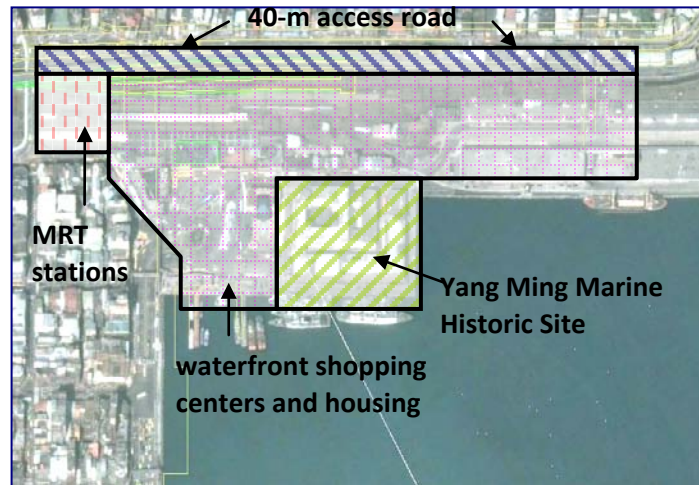 40-m access road
MRT
stations
Yang Ming Marine
Historic Site
waterfront shopping
centers and housing